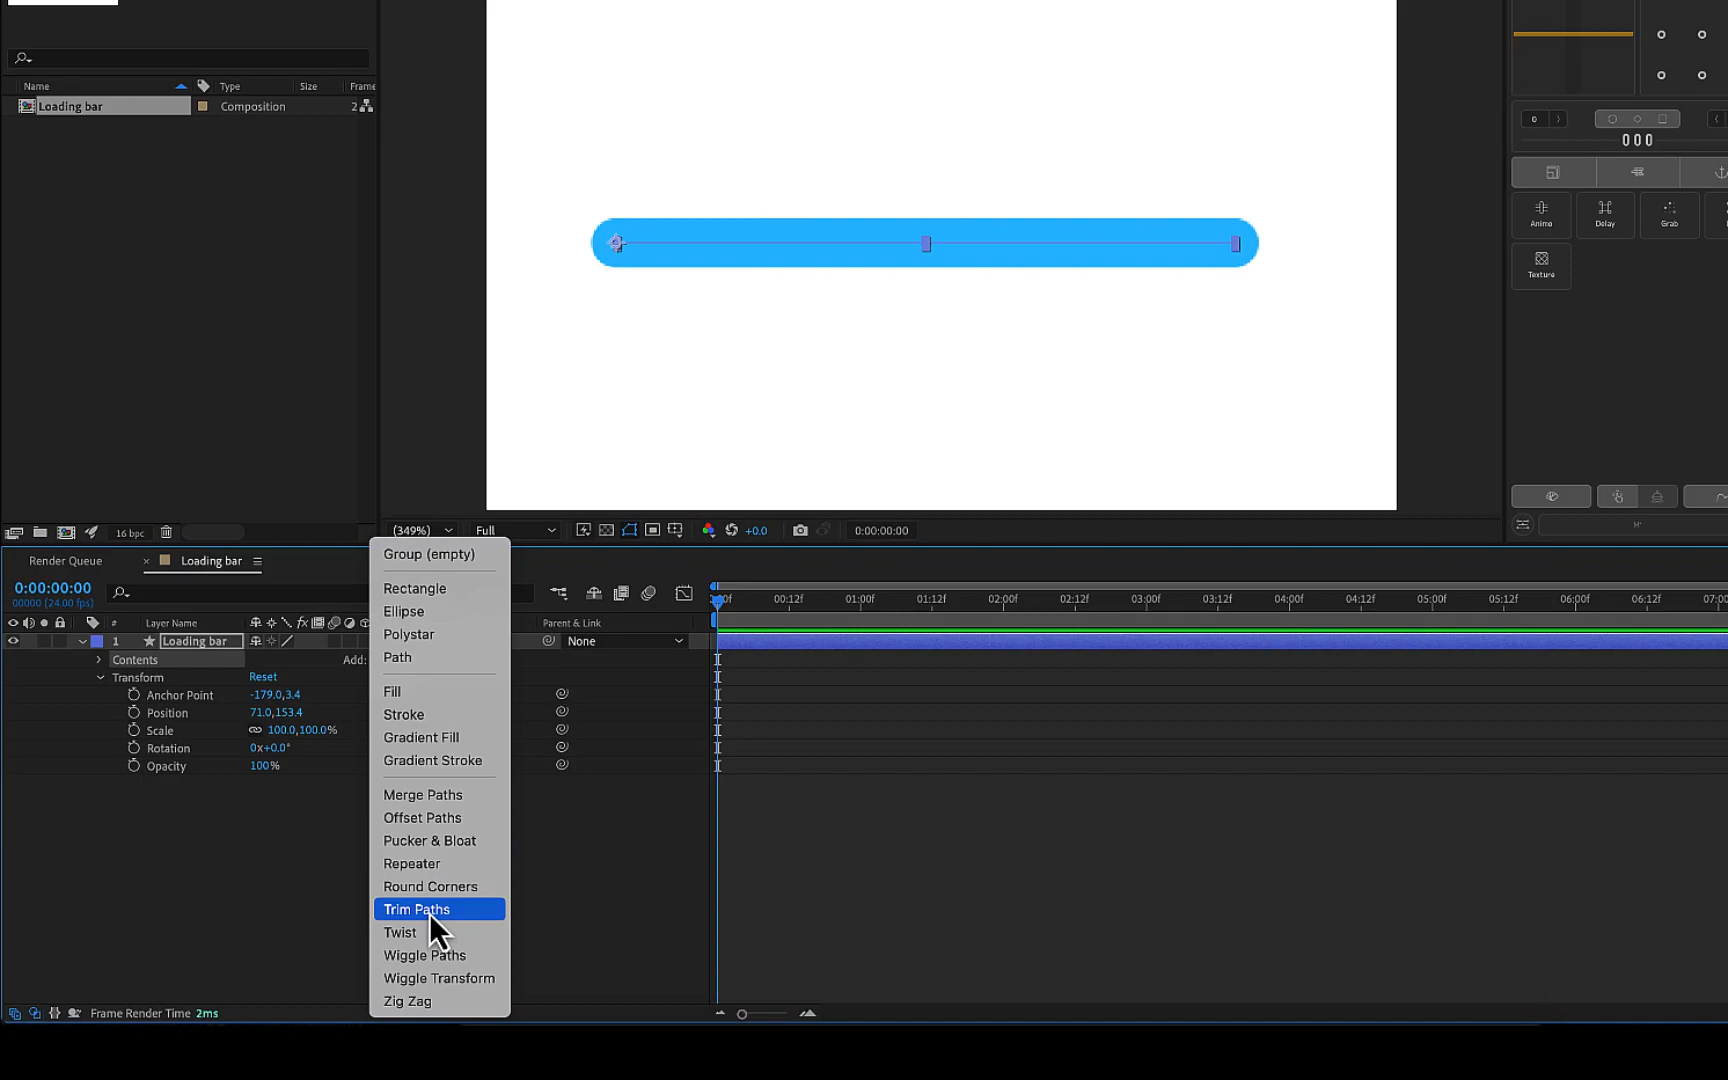 Name Type Size Frame
Loading bar Composition 2
0
000
Anime Delay Grab
Texture
16 bpc
(349%) Full +0.0 0:00:00:00
Render Queue × Loading bar
0:00:00:00
00000 (24.00 fps)
# Layer Name fx Parent & Link
1 Loading bar None
Contents Add:
Transform Reset
Anchor Point -179.0,3.4
Position 71.0,153.4
Scale 100.0,100.0%
Rotation 0x+0.0°
Opacity 100%
Group (empty)
Rectangle
Ellipse
Polystar
Path
Fill
Stroke
Gradient Fill
Gradient Stroke
Merge Paths
Offset Paths
Pucker & Bloat
Repeater
Round Corners
Trim Paths
Twist
Wiggle Paths
Wiggle Transform
Zig Zag
00:12f 01:00f 01:12f 02:00f 02:12f 03:00f 03:12f 04:00f 04:12f 05:00f 05:12f 06:00f 06:12f 07:00
Frame Render Time 2ms